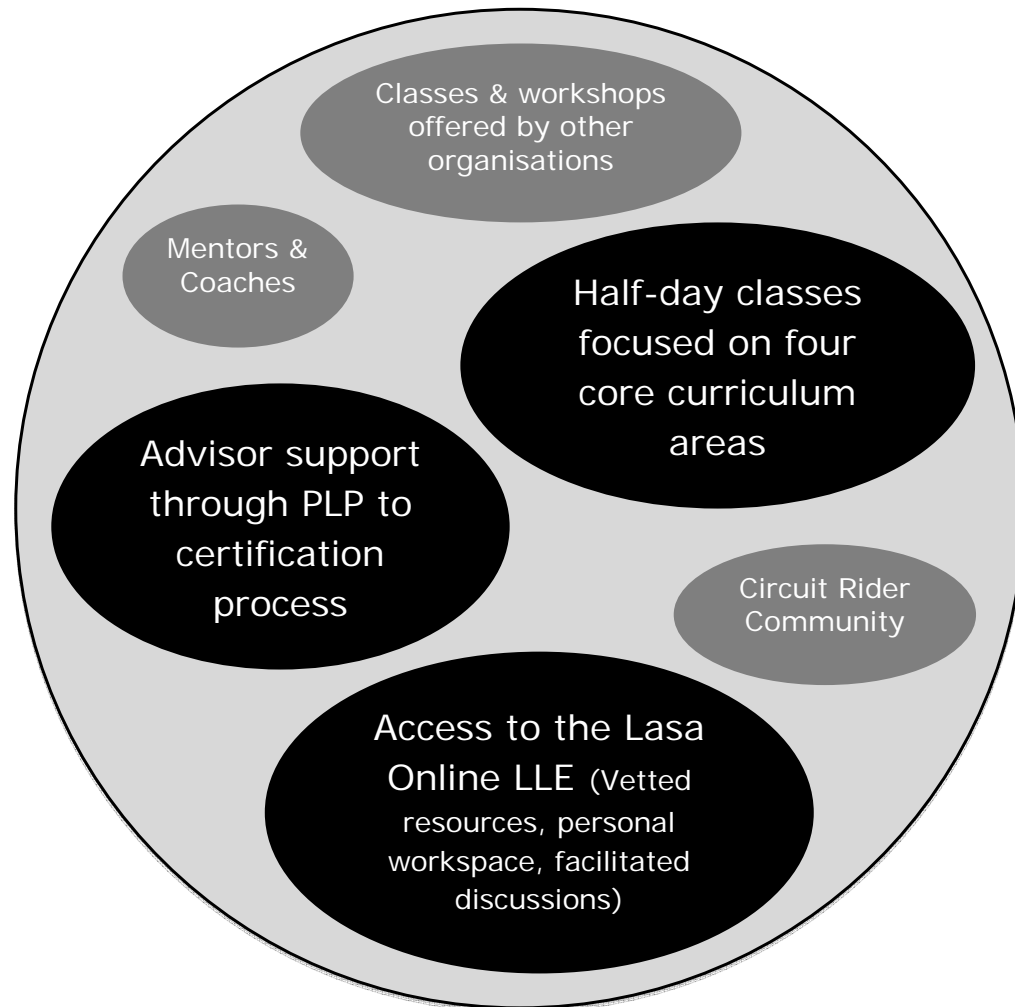 Classes & workshops
offered by other
organisations
Mentors &
Coaches
Half-day classes
focused on four
core curriculum
areas
Advisor support
through PLP to
certification
process
Circuit Rider
Community
Access to the Lasa
Online LLE (Vetted
resources, personal
workspace, facilitated
discussions)